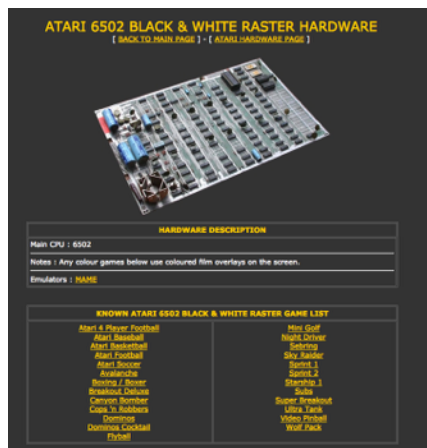 ATARI 6502 BLACK & WHITE RASTER HARDWARE
[ BACK TO MAIN PAGE ] - [ ATARI HARDWARE PAGE ]
HARDWARE DESCRIPTION
Main CPU : 6502
Notes : Any colour games below use coloured film overlays on the screen.
Emulators : MAME
KNOWN ATARI 6502 BLACK & WHITE RASTER GAME LIST
Atari 4 Player Football
Atari Baseball
Atari Basketball
Atari Football
Atari Soccer
Avalanche
Boxing / Boxer
Breakout Deluxe
Canyon Bomber
Cops 'n Robbers
Dominos
Dominos Cocktail
Flyball
Mini Golf
Night Driver
Sebring
Sky Raider
Sprint 1
Sprint 2
Starship 1
Subs
Super Breakout
Ultra Tank
Video Pinball
Wolf Pack